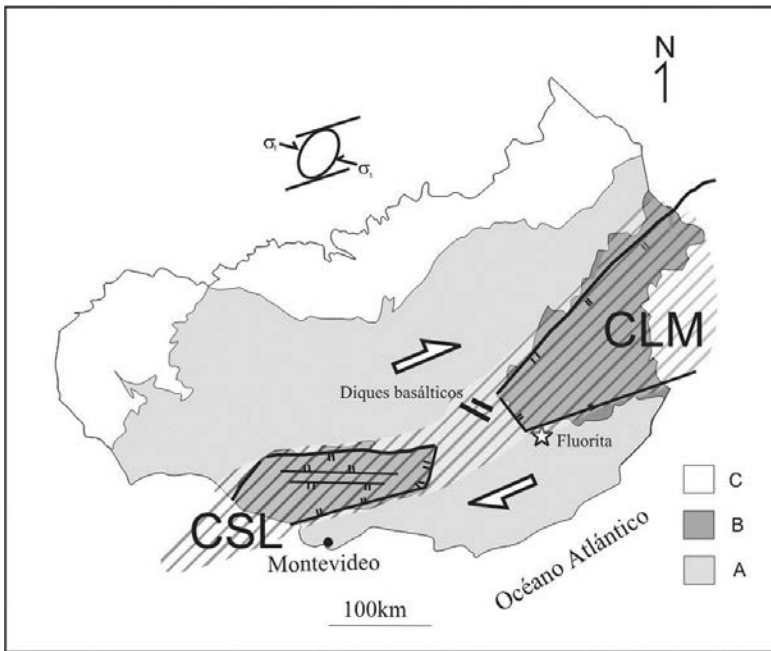 N
σ₁
σ₁
Diques basálticos
CLM
Fluorita
CSL
Montevideo
Océano Atlántico
100km
C
B
A